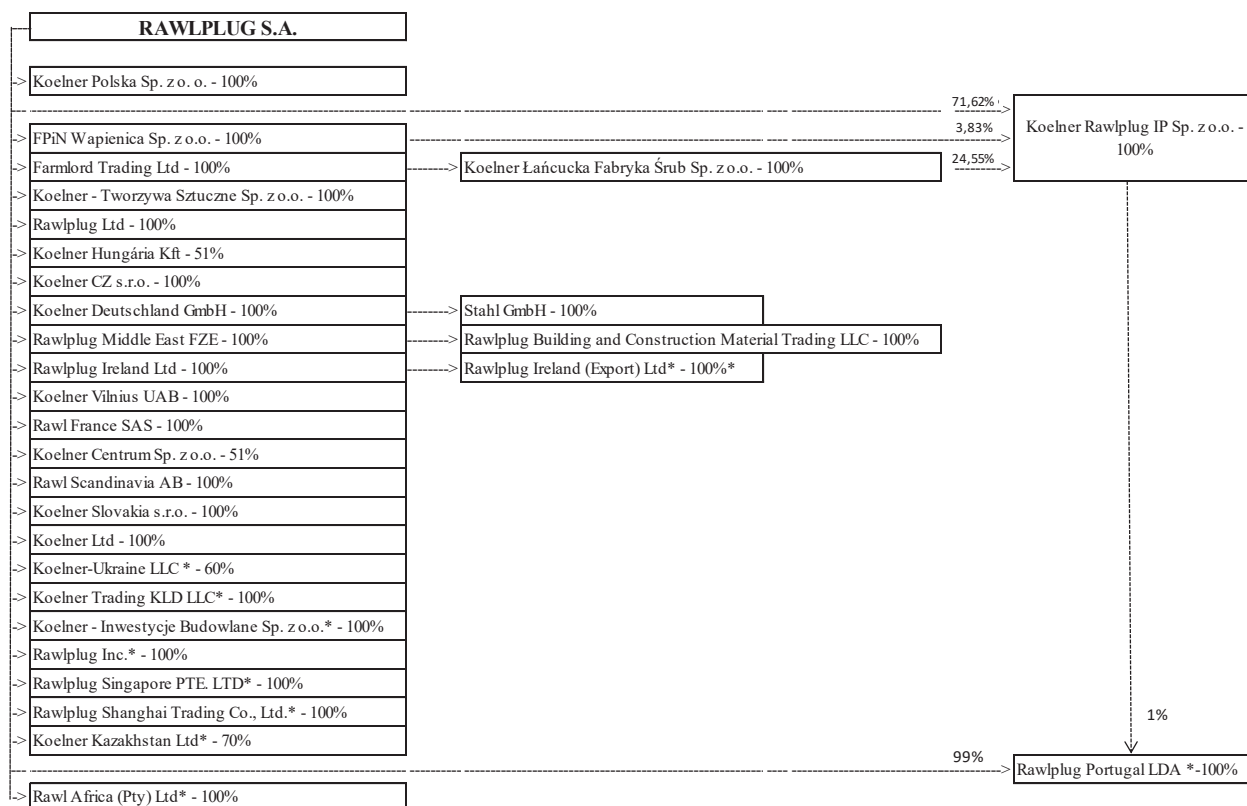 RAWLPLUG S.A.
Koelner Polska Sp. z o. o. - 100%
71,62%
Koelner Rawlplug IP Sp. z o.o. -
100%
FPiN Wapienica Sp. z o.o. - 100%
3,83%
Farmlord Trading Ltd - 100%
Koelner Łańcucka Fabryka Śrub Sp. z o.o. - 100%
24,55%
Koelner - Tworzywa Sztuczne Sp. z o.o. - 100%
Rawlplug Ltd - 100%
Koelner Hungária Kft - 51%
Koelner CZ s.r.o. - 100%
Koelner Deutschland GmbH - 100%
Stahl GmbH - 100%
Rawlplug Middle East FZE - 100%
Rawlplug Building and Construction Material Trading LLC - 100%
Rawlplug Ireland Ltd - 100%
Rawlplug Ireland (Export) Ltd* - 100%*
Koelner Vilnius UAB - 100%
Rawl France SAS - 100%
Koelner Centrum Sp. z o.o. - 51%
Rawl Scandinavia AB - 100%
Koelner Slovakia s.r.o. - 100%
Koelner Ltd - 100%
Koelner-Ukraine LLC * - 60%
Koelner Trading KLD LLC* - 100%
Koelner - Inwestycje Budowlane Sp. z o.o.* - 100%
Rawlplug Inc.* - 100%
Rawlplug Singapore PTE. LTD* - 100%
Rawlplug Shanghai Trading Co., Ltd.* - 100%
1%
Koelner Kazakhstan Ltd* - 70%
99%
Rawlplug Portugal LDA *-100%
Rawl Africa (Pty) Ltd* - 100%